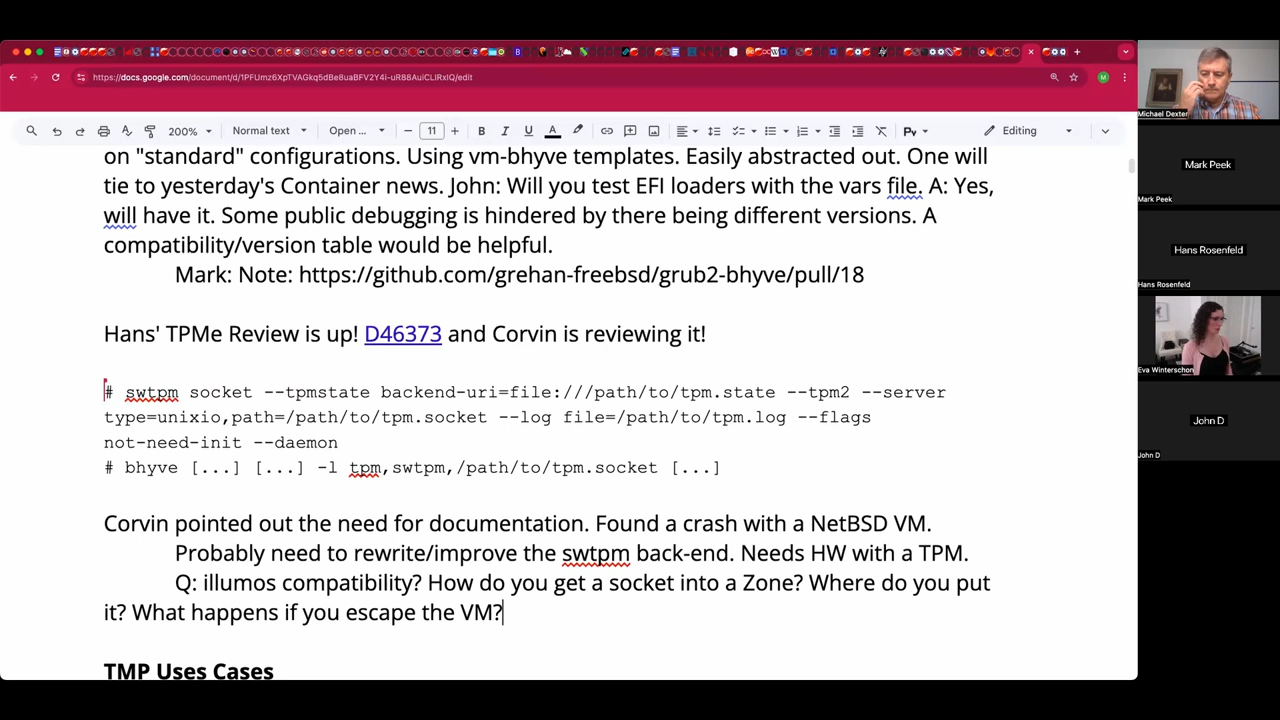 https://docs.google.com/document/d/1PFUmz6XpTVAGkq5dBe8uaBFV2Y4i-uR88AuiCLIRxIQ/edit
M
200%
Normal text
Open ...
11
B
I
U
A
Editing
on "standard" configurations. Using vm-bhyve templates. Easily abstracted out. One will
tie to yesterday's Container news. John: Will you test EFI loaders with the vars file. A: Yes,
will have it. Some public debugging is hindered by there being different versions. A
compatibility/version table would be helpful.
Mark: Note: https://github.com/grehan-freebsd/grub2-bhyve/pull/18
Hans' TPMe Review is up! D46373 and Corvin is reviewing it!
# swtpm socket --tpmstate backend-uri=file:///path/to/tpm.state --tpm2 --server
type=unixio,path=/path/to/tpm.socket --log file=/path/to/tpm.log --flags
not-need-init --daemon
# bhyve [...] [...] -l tpm,swtpm,/path/to/tpm.socket [...]
Corvin pointed out the need for documentation. Found a crash with a NetBSD VM.
Probably need to rewrite/improve the swtpm back-end. Needs HW with a TPM.
Q: illumos compatibility? How do you get a socket into a Zone? Where do you put
it? What happens if you escape the VM?
TMP Uses Cases
Michael Dexter
Mark Peek
Mark Peek
Hans Rosenfeld
Hans Rosenfeld
Eva Winterschon
John D
John D